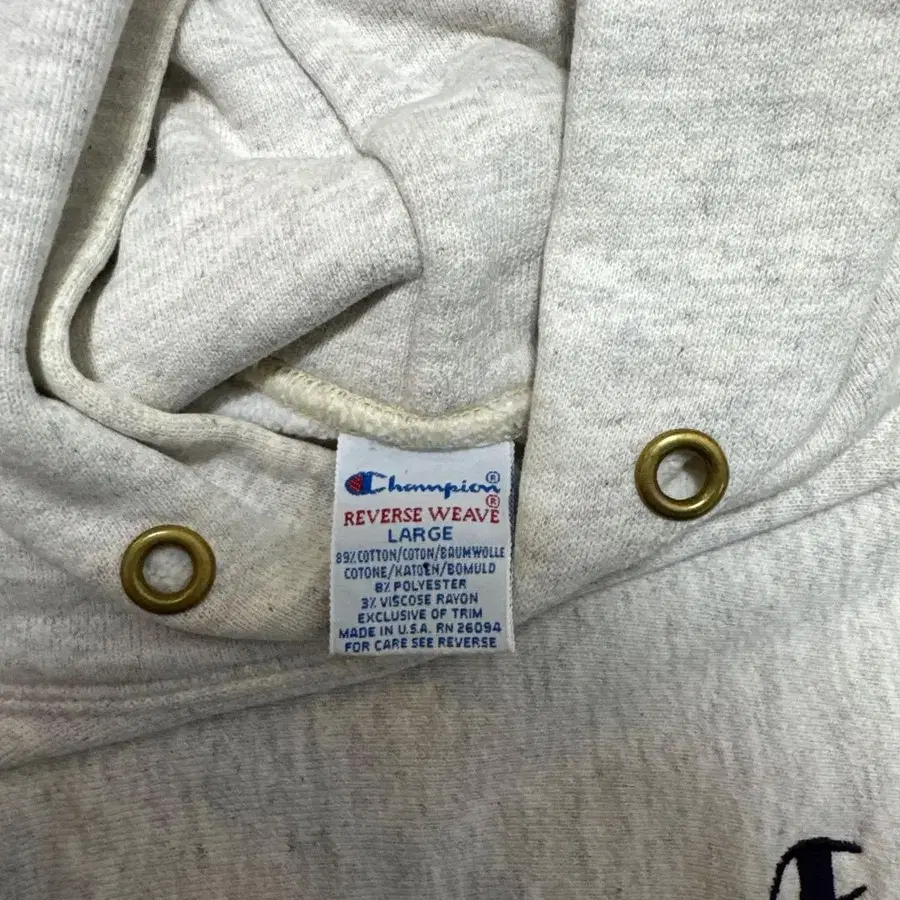 Champion®
REVERSE WEAVE®
LARGE
89% COTTON/COTON/BAUMWOLLE
COTONE/KATOEN/BOMULD
8% POLYESTER
3% VISCOSE RAYON
EXCLUSIVE OF TRIM
MADE IN U.S.A. RN 26094
FOR CARE SEE REVERSE